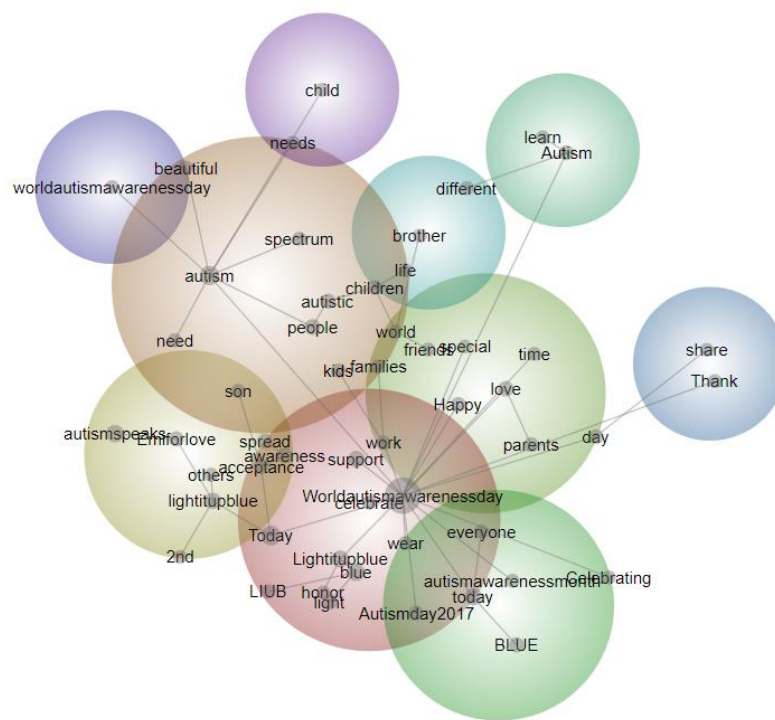 child
learn
needs
Autism
beautiful
worldautismawarenessday
different
brother
spectrum
autism
life
children
autistic
people
world
need
friends
special
time
share
families
kids
Thank
love
son
Happy
autismspeaks
Emiforlove
spread
work
parents
day
awareness
support
acceptance
others
Worldautismawarenessday
lightitupblue
celebrate
Today
everyone
wear
2nd
Lightitupblue
blue
autismawarenessmonth
Celebrating
LIUB
honor
today
light
Autismday2017
BLUE